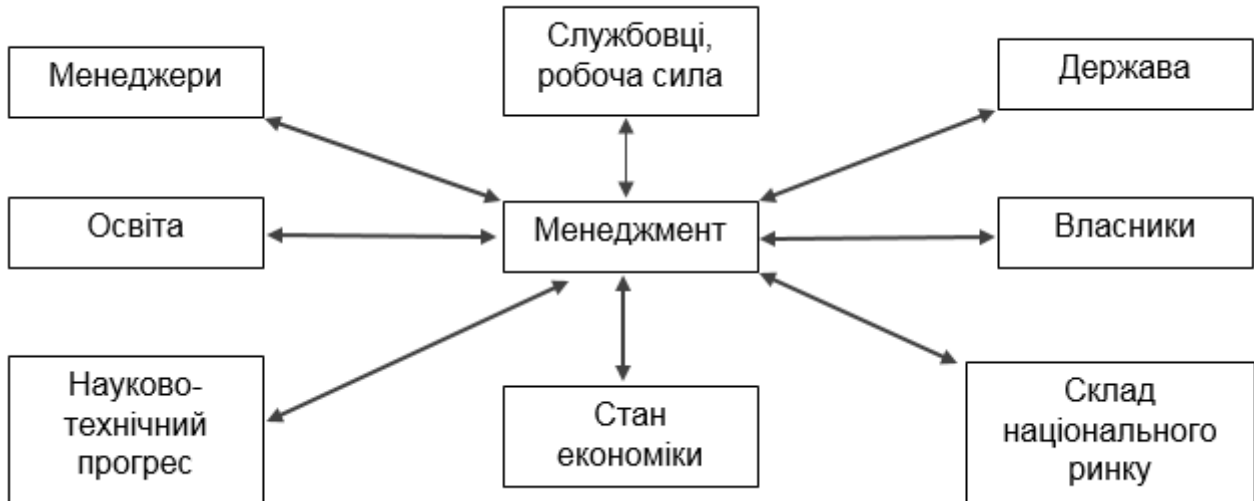 Службовці,
робоча сила
Менеджери
Держава
Освіта
Менеджмент
Власники
Науково-
технічний
прогрес
Стан
економіки
Склад
національного
ринку